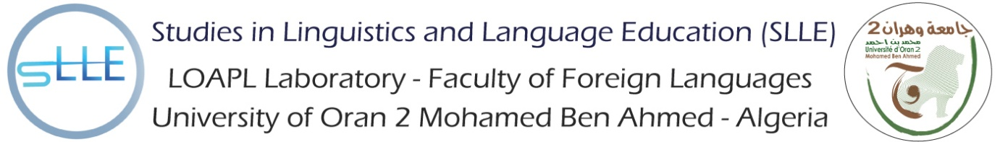 sLLE
Studies in Linguistics and Language Education (SLLE)
LOAPL Laboratory - Faculty of Foreign Languages
University of Oran 2 Mohamed Ben Ahmed - Algeria
جامعة وهران 2
محمد بن احمد
Université d'Oran 2
Mohamed Ben Ahmed